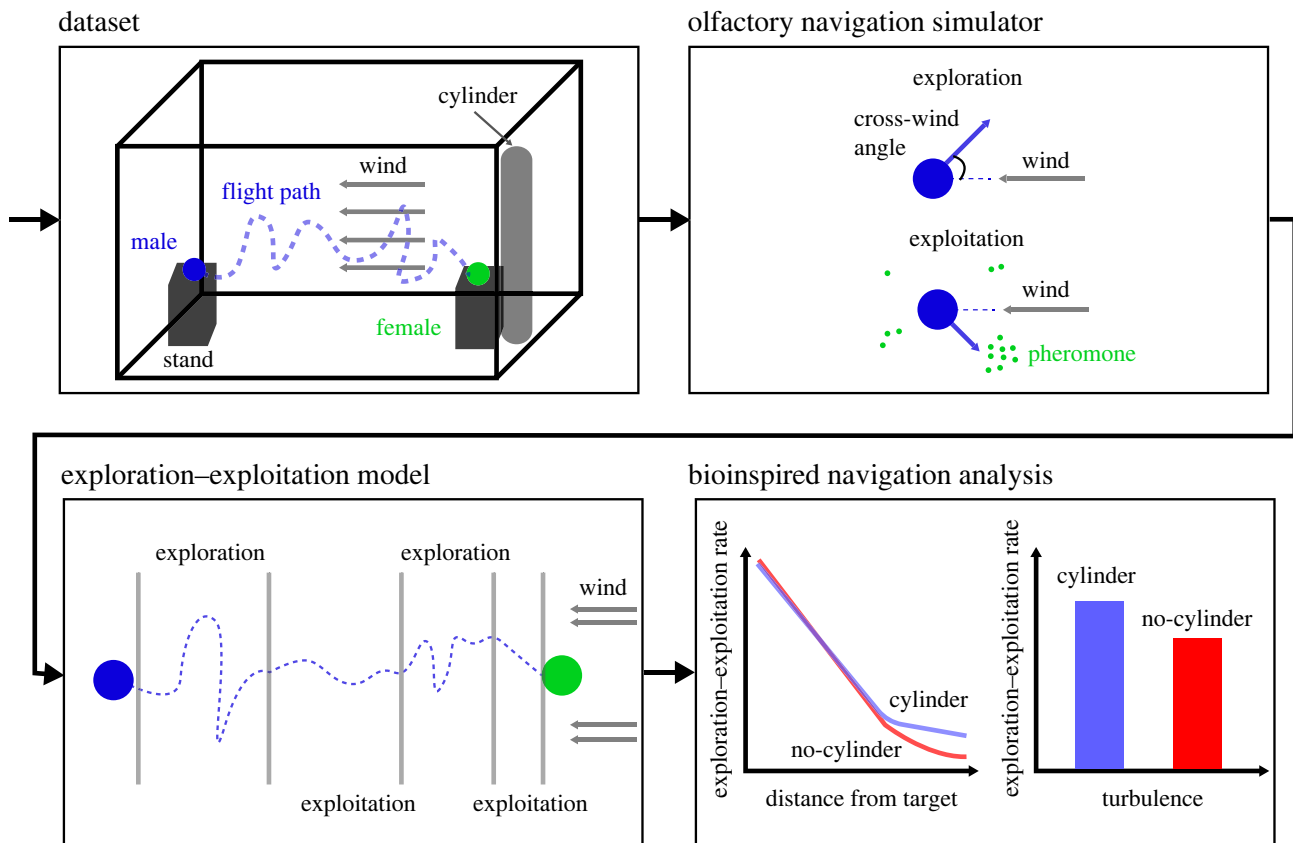 dataset
cylinder
wind
flight path
male
female
stand
olfactory navigation simulator
exploration
cross-wind
angle
wind
exploitation
wind
pheromone
exploration–exploitation model
exploration
exploration
wind
exploitation
exploitation
bioinspired navigation analysis
exploration–exploitation rate
cylinder
no-cylinder
distance from target
exploration–exploitation rate
cylinder
no-cylinder
turbulence